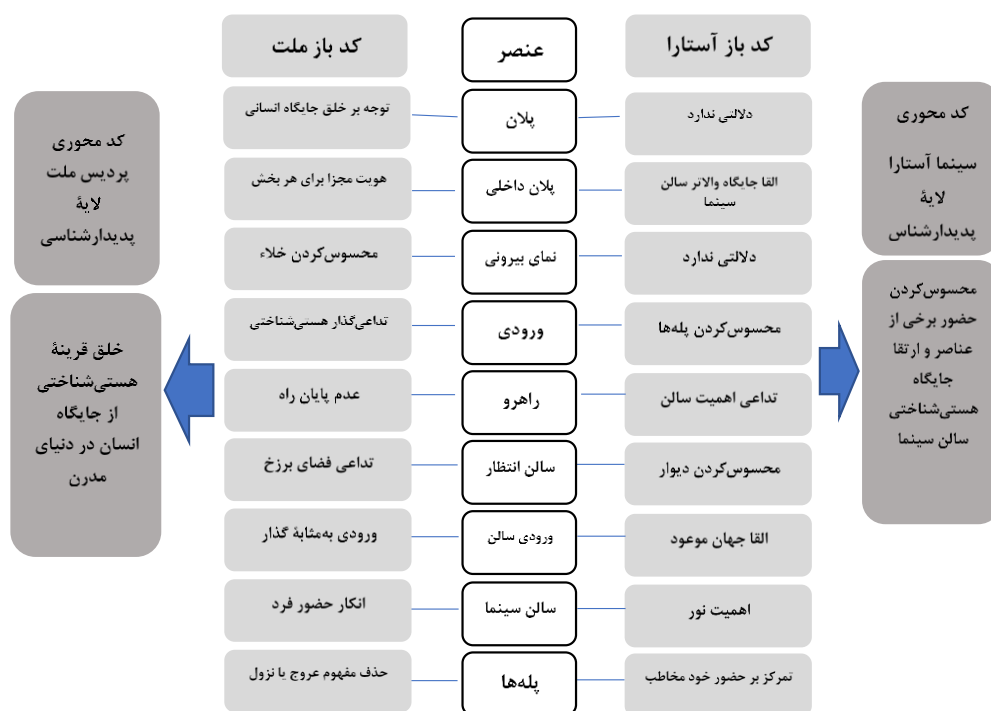 کد باز آستارا
عنصر
کد باز ملت
کد محوری
سینما آستارا
لایۀ
پدیدارشناس
محسوس‌کردن
حضور برخی از
عناصر و ارتقا
جایگاه
هستی‌شناختی
سالن سینما
دلالتی ندارد
پلان
توجه بر خلق جایگاه انسانی
القا جایگاه والاتر سالن
سینما
پلان داخلی
هویت مجزا برای هر بخش
دلالتی ندارد
نمای بیرونی
محسوس‌کردن خلاء
محسوس‌کردن پله‌ها
ورودی
تداعی‌گذار هستی‌شناختی
تداعی اهمیت سالن
راهرو
عدم پایان راه
محسوس‌کردن دیوار
سالن انتظار
تداعی فضای برزخ
القا جهان موعود
ورودی سالن
ورودی به‌مثابۀ گذار
اهمیت نور
سالن سینما
انکار حضور فرد
تمرکز بر حضور خود مخاطب
پله‌ها
حذف مفهوم عروج یا نزول
کد محوری
پردیس ملت
لایۀ
پدیدارشناسی
خلق قرینۀ
هستی‌شناختی
از جایگاه
انسان در دنیای
مدرن